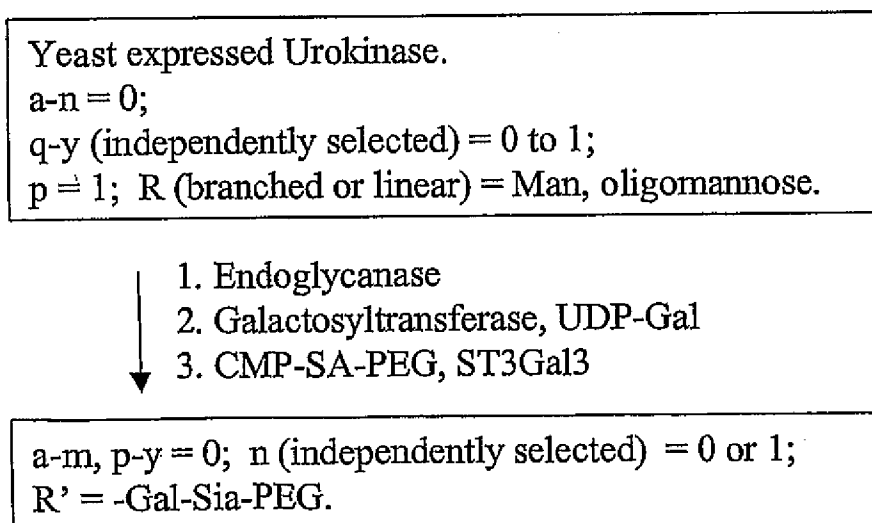 Yeast expressed Urokinase.
a-n = 0;
q-y (independently selected) = 0 to 1;
p = 1; R (branched or linear) = Man, oligomannose.
1. Endoglycanase
2. Galactosyltransferase, UDP-Gal
3. CMP-SA-PEG, ST3Gal3
a-m, p-y = 0; n (independently selected) = 0 or 1;
R' = -Gal-Sia-PEG.